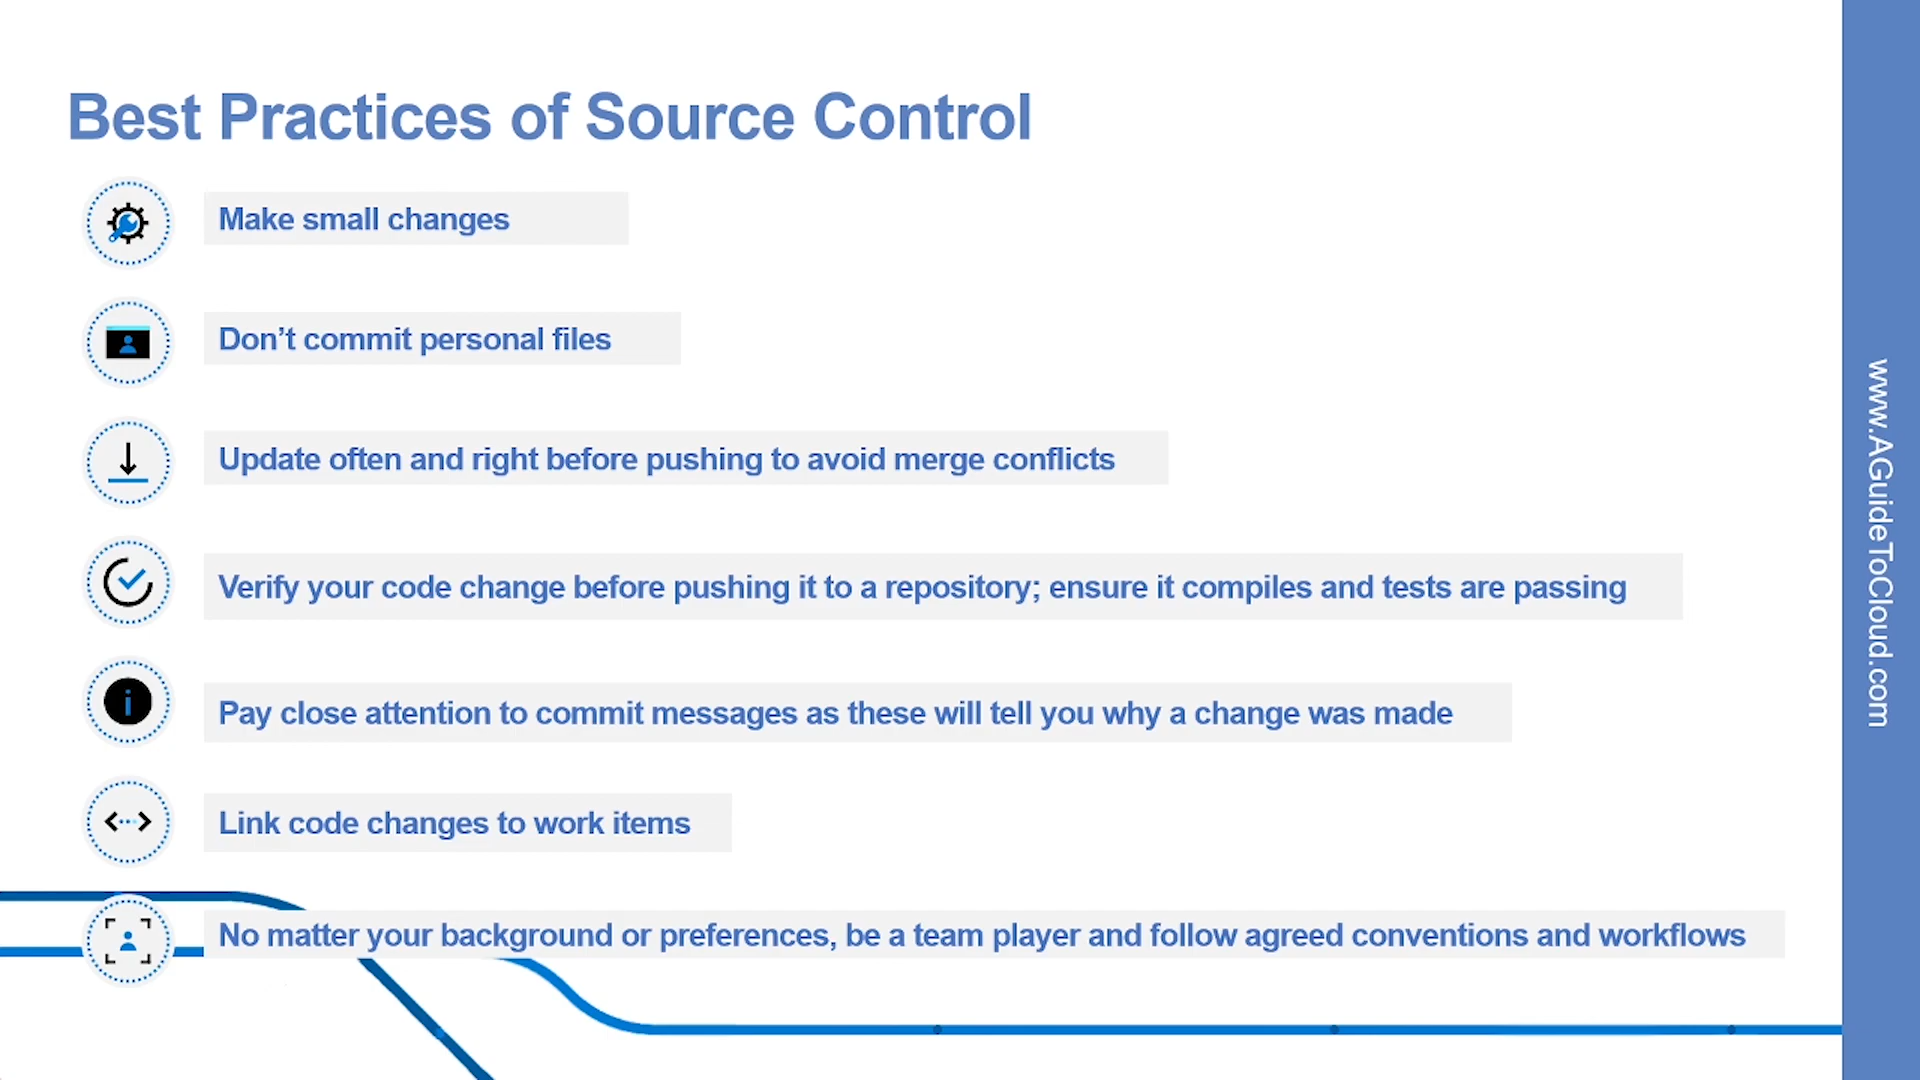 Best Practices of Source Control
Make small changes
Don’t commit personal files
Update often and right before pushing to avoid merge conflicts
Verify your code change before pushing it to a repository; ensure it compiles and tests are passing
Pay close attention to commit messages as these will tell you why a change was made
Link code changes to work items
No matter your background or preferences, be a team player and follow agreed conventions and workflows
www.AGuideToCloud.com